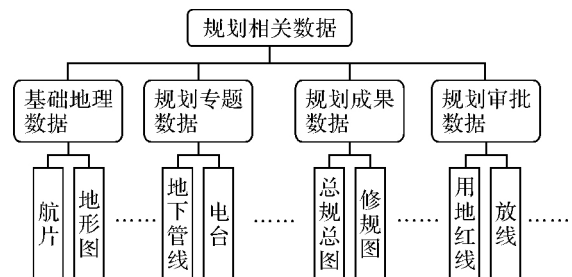 规划相关数据
基础地理
数据
规划专题
数据
规划成果
数据
规划审批
数据
航片
地形图
……
地下管线
电台
……
总规总图
修规图
……
用地红线
放线
……